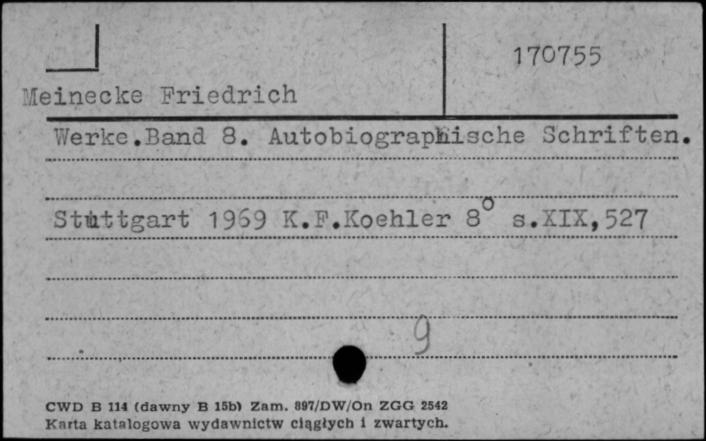 170755
Meinecke Friedrich
Werke.Band 8. Autobiographische Schriften.
Stuttgart 1969 K.F.Koehler 8° s.XIX,527
9
CWD B 114 (dawny B 15b) Zam. 897/DW/On ZGG 2542
Karta katalogowa wydawnictw ciągłych i zwartych.